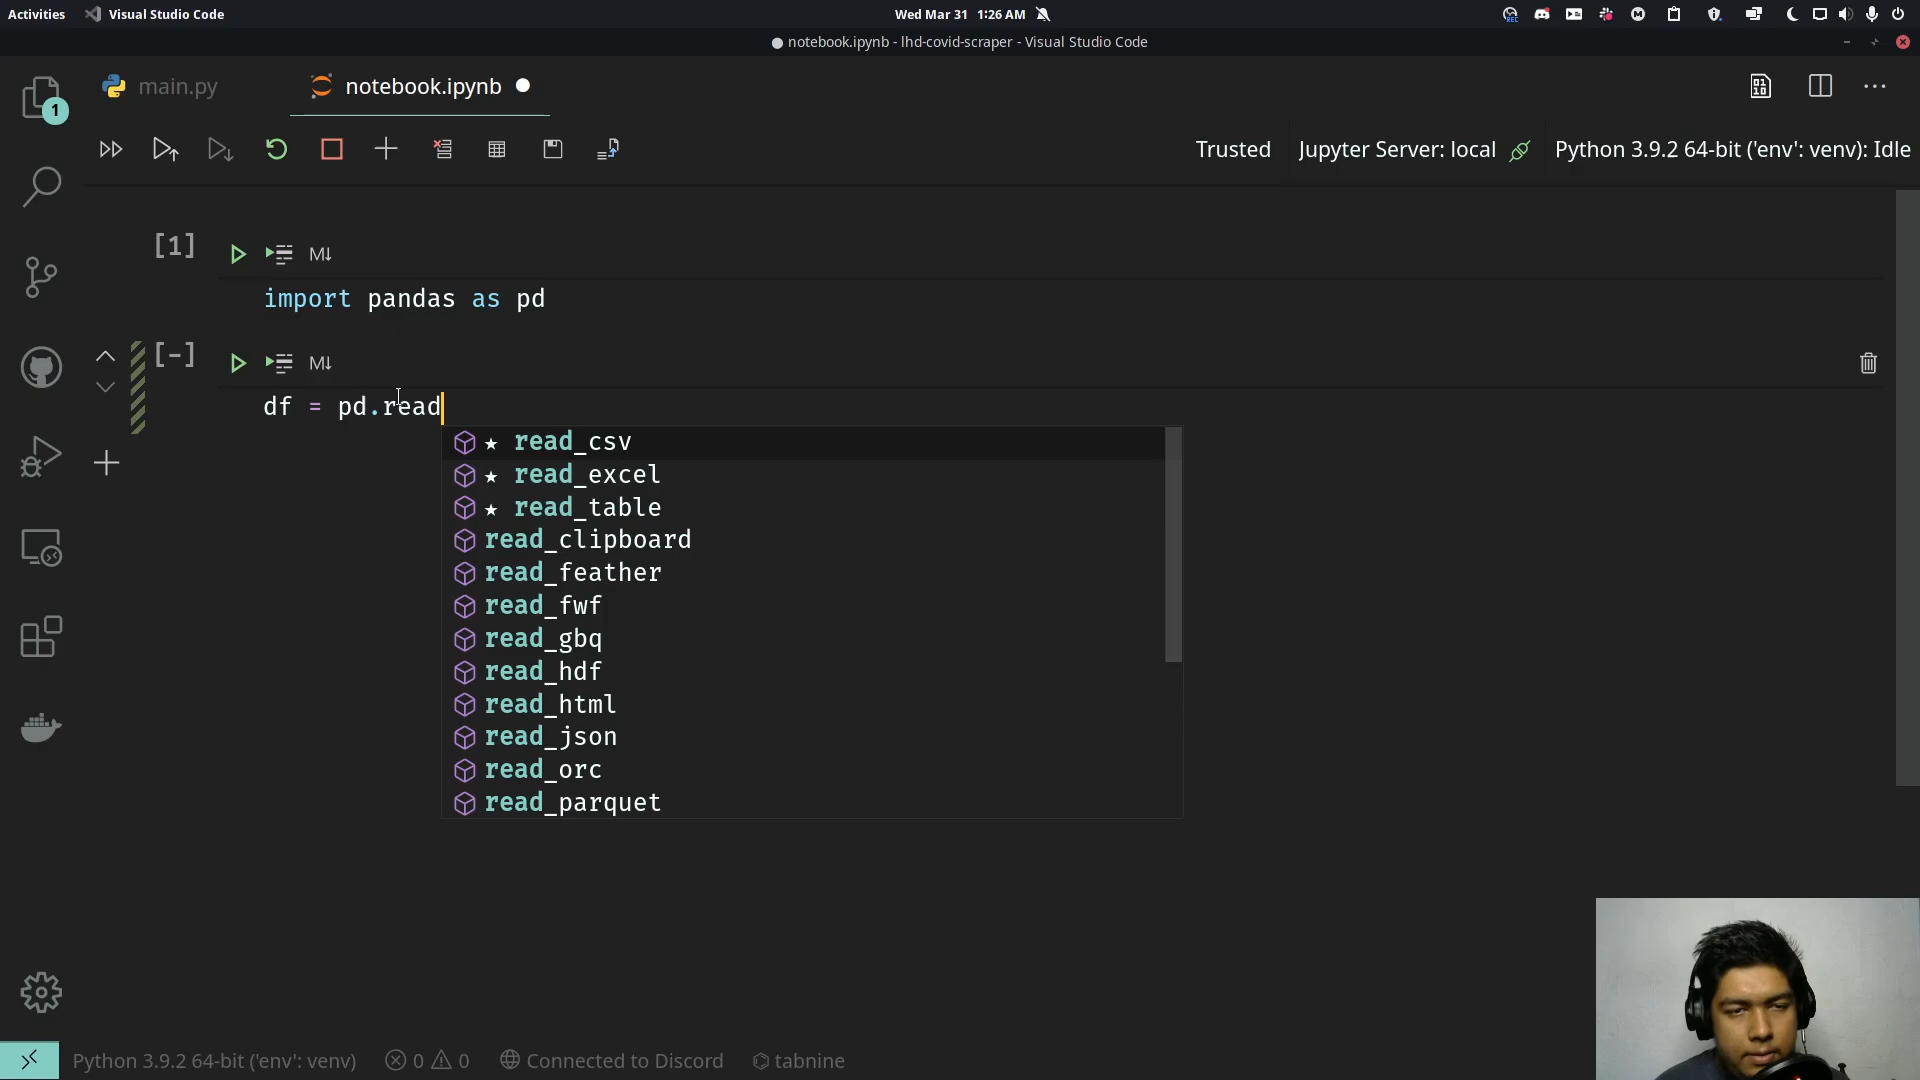 Activities Visual Studio Code Wed Mar 31 1:26 AM
notebook.ipynb - lhd-covid-scraper - Visual Studio Code
main.py notebook.ipynb
1
Trusted Jupyter Server: local Python 3.9.2 64-bit ('env': venv): Idle
[1] M↓
import pandas as pd
[-] M↓
df = pd.read
★ read_csv
★ read_excel
★ read_table
read_clipboard
read_feather
read_fwf
read_gbq
read_hdf
read_html
read_json
read_orc
read_parquet
Python 3.9.2 64-bit ('env': venv) 0 0 Connected to Discord tabnine